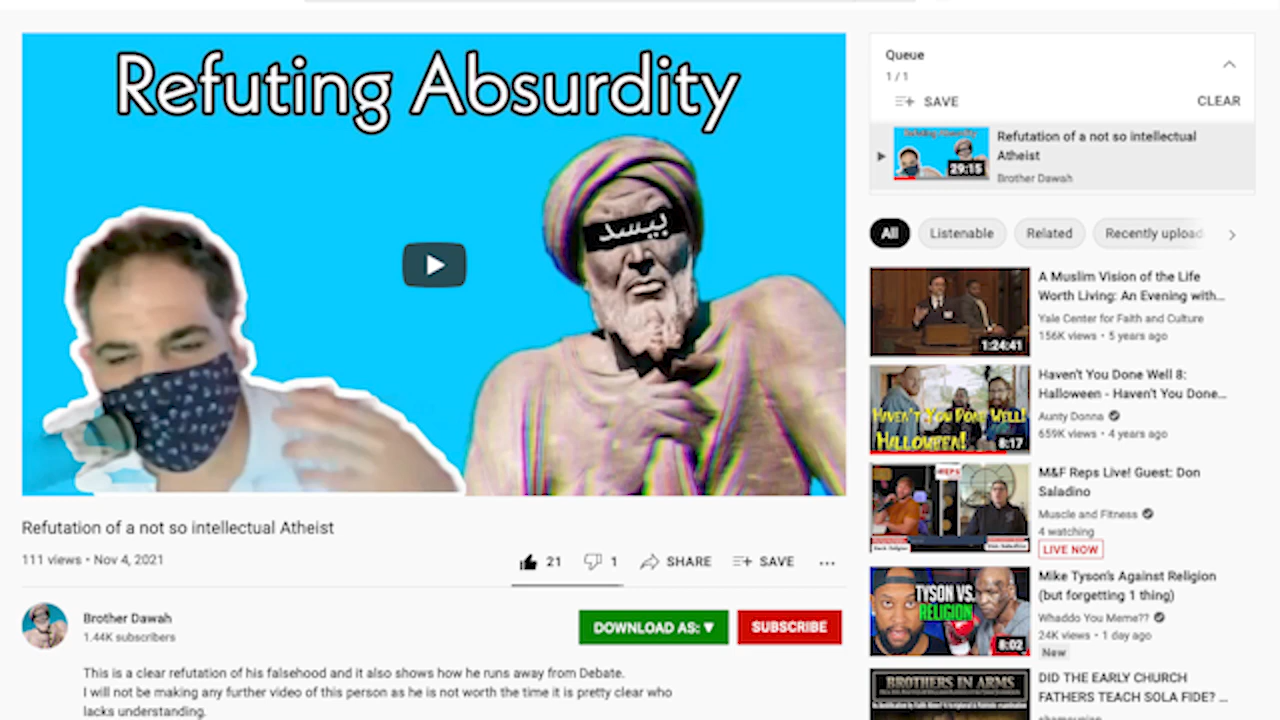 Refuting Absurdity
بيسد
Refutation of a not so intellectual Atheist
111 views • Nov 4, 2021
21
1
SHARE
SAVE
...
Brother Dawah
1.44K subscribers
DOWNLOAD AS: ▼
SUBSCRIBE
This is a clear refutation of his falsehood and it also shows how he runs away from Debate.
I will not be making any further video of this person as he is not worth the time it is pretty clear who
lacks understanding.
Queue
1 / 1
SAVE
CLEAR
29:15
Refutation of a not so intellectual
Atheist
Brother Dawah
All
Listenable
Related
Recently upload
1:24:41
A Muslim Vision of the Life
Worth Living: An Evening with...
Yale Center for Faith and Culture
156K views • 5 years ago
HAVEN'T YOU DONE WELL!
HALLOWEEN!
8:17
Haven't You Done Well 8:
Halloween - Haven't You Done...
Aunty Donna
659K views • 4 years ago
REPS
M&F Reps Live! Guest: Don
Saladino
Muscle and Fitness
4 watching
LIVE NOW
TYSON VS.
RELIGION
8:02
Mike Tyson's Against Religion
(but forgetting 1 thing)
Whaddo You Meme??
24K views • 1 day ago
New
BROTHERS IN ARMS
DID THE EARLY CHURCH
FATHERS TEACH SOLA FIDE? ...